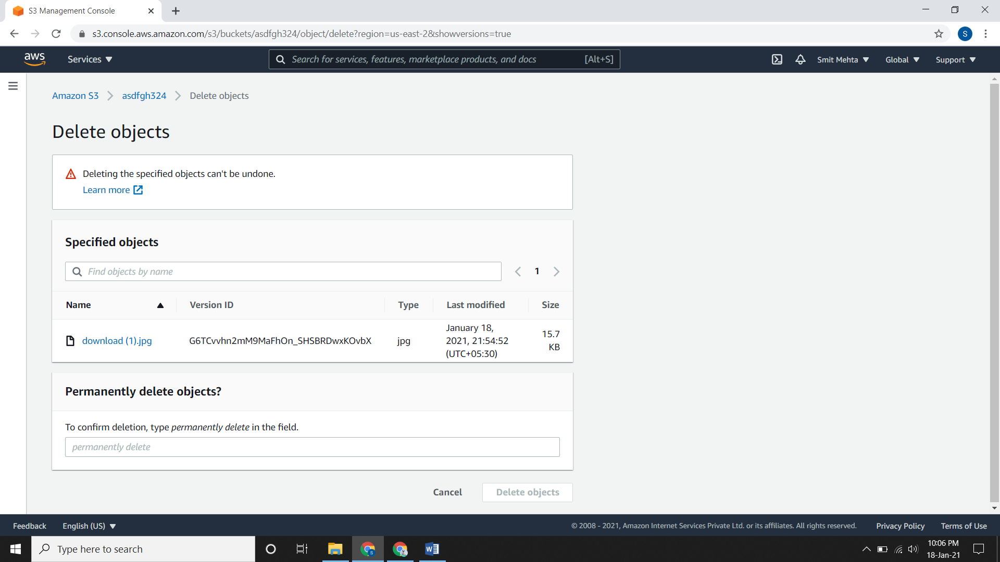 S3 Management Console
s3.console.aws.amazon.com/s3/buckets/asdfgh324/object/delete?region=us-east-2&showversions=true
S
aws
Services
Search for services, features, marketplace products, and docs
[Alt+S]
Smit Mehta
Global
Support
Amazon S3
asdfgh324
Delete objects
Delete objects
Deleting the specified objects can't be undone.
Learn more
Specified objects
Find objects by name
1
Name
Version ID
Type
Last modified
Size
download (1).jpg
G6TCvvhn2mM9MaFhOn_SHSBRDwxKOvbX
jpg
January 18,
2021, 21:54:52
(UTC+05:30)
15.7
KB
Permanently delete objects?
To confirm deletion, type permanently delete in the field.
permanently delete
Cancel
Delete objects
Feedback
English (US)
© 2008 - 2021, Amazon Internet Services Private Ltd. or its affiliates. All rights reserved.
Privacy Policy
Terms of Use
Type here to search
10:06 PM
18-Jan-21